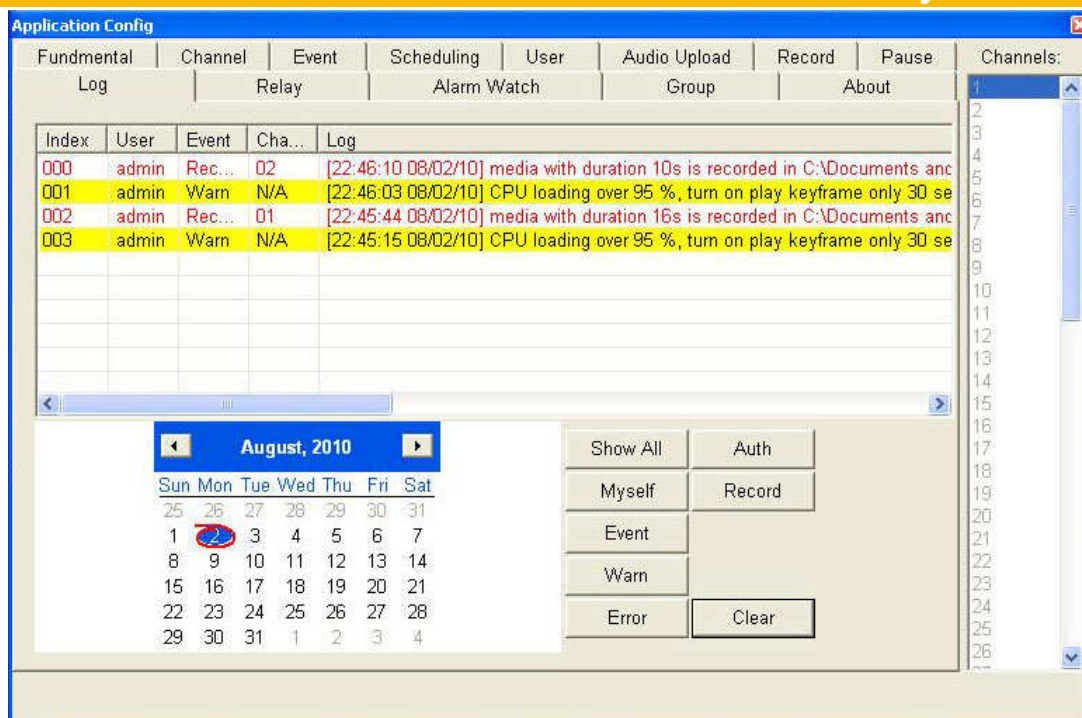 Application Config
Fundmental Channel Event Scheduling User Audio Upload Record Pause Channels:
Log Relay Alarm Watch Group About
Index User Event Cha... Log
000 admin Rec... 02 [22:46:10 08/02/10] media with duration 10s is recorded in C:\Documents and
001 admin Warn N/A [22:46:03 08/02/10] CPU loading over 95 %, turn on play keyframe only 30 se
002 admin Rec... 01 [22:45:44 08/02/10] media with duration 16s is recorded in C:\Documents and
003 admin Warn N/A [22:45:15 08/02/10] CPU loading over 95 %, turn on play keyframe only 30 se
August, 2010
Sun Mon Tue Wed Thu Fri Sat
25 26 27 28 29 30 31
1 2 3 4 5 6 7
8 9 10 11 12 13 14
15 16 17 18 19 20 21
22 23 24 25 26 27 28
29 30 31 1 2 3 4
Show All Auth
Myself Record
Event
Warn
Error Clear
1
2
3
4
5
6
7
8
9
10
11
12
13
14
15
16
17
18
19
20
21
22
23
24
25
26